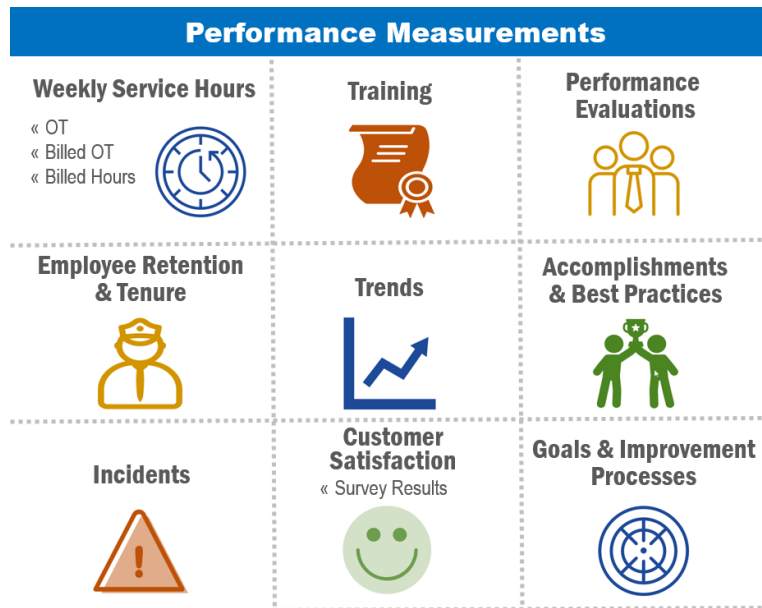 Performance Measurements
Weekly Service Hours
« OT
« Billed OT
« Billed Hours
Training
Performance
Evaluations
Employee Retention
& Tenure
Trends
Accomplishments
& Best Practices
Incidents
Customer
Satisfaction
« Survey Results
Goals & Improvement
Processes